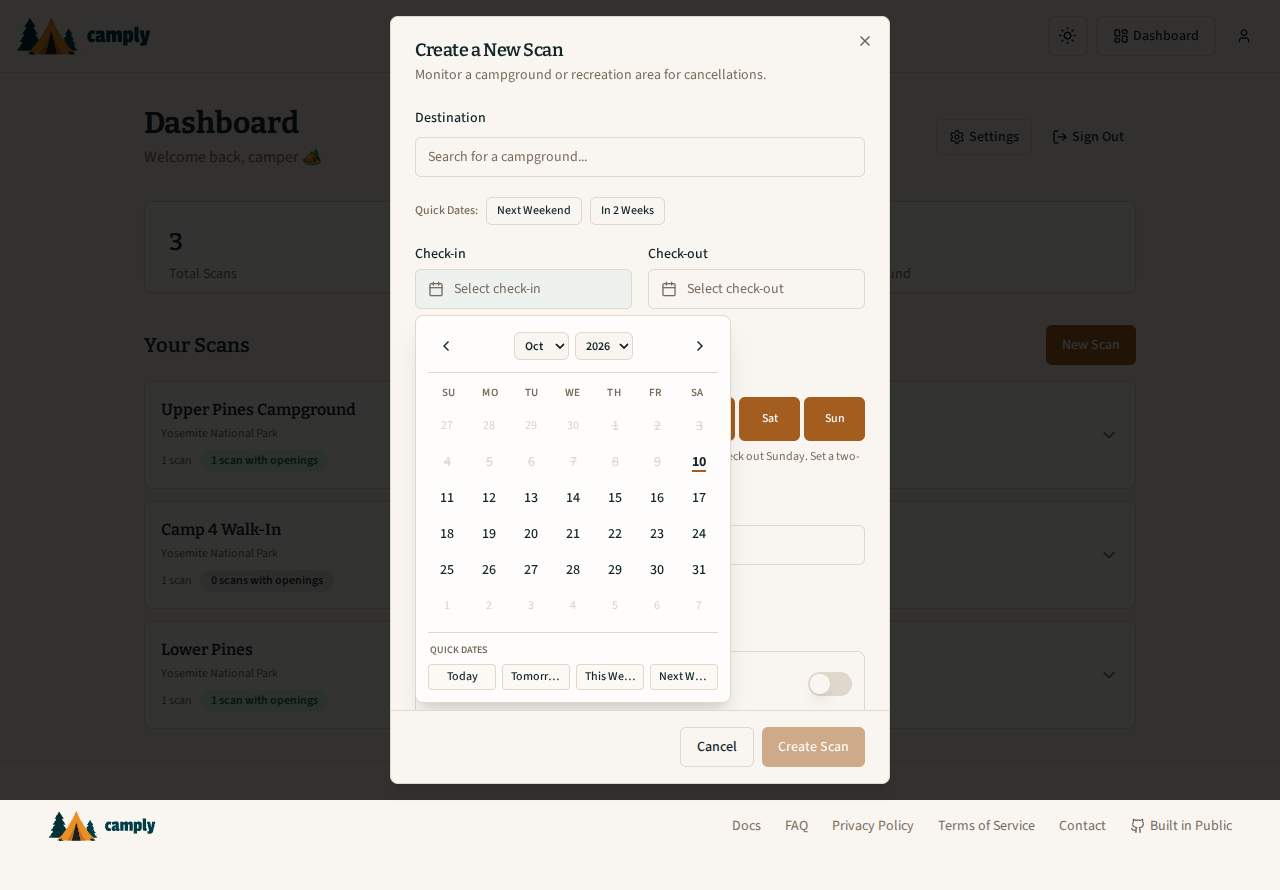 camply
Dashboard
Create a New Scan
Monitor a campground or recreation area for cancellations.
Dashboard
Welcome back, camper
Settings
Sign Out
Destination
Search for a campground...
Quick Dates:
Next Weekend
In 2 Weeks
3
Total Scans
Check-in
Check-out
Select check-in
Select check-out
Your Scans
New Scan
Oct
2026
SU MO TU WE TH FR SA
27 28 29 30 1 2 3
4 5 6 7 8 9 10
11 12 13 14 15 16 17
18 19 20 21 22 23 24
25 26 27 28 29 30 31
1 2 3 4 5 6 7
QUICK DATES
Today
Tomorr...
This We...
Next W...
Sat
Sun
out Sunday. Set a two-
Upper Pines Campground
Yosemite National Park
1 scan
1 scan with openings
Camp 4 Walk-In
Yosemite National Park
1 scan
0 scans with openings
Lower Pines
Yosemite National Park
1 scan
1 scan with openings
Cancel
Create Scan
camply
Docs
FAQ
Privacy Policy
Terms of Service
Contact
Built in Public